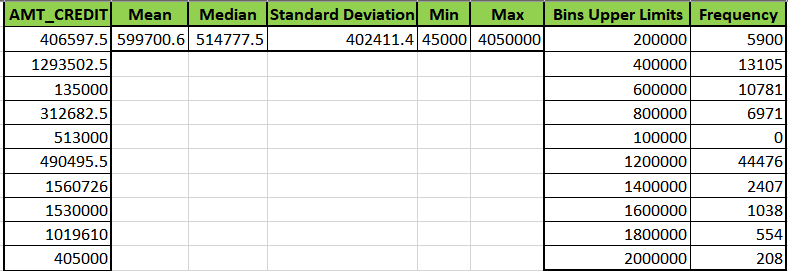 AMT_CREDIT Mean Median Standard Deviation Min Max Bins Upper Limits Frequency
406597.5 599700.6 514777.5 402411.4 45000 4050000 200000 5900
1293502.5 400000 13105
135000 600000 10781
312682.5 800000 6971
513000 100000 0
490495.5 1200000 44476
1560726 1400000 2407
1530000 1600000 1038
1019610 1800000 554
405000 2000000 208